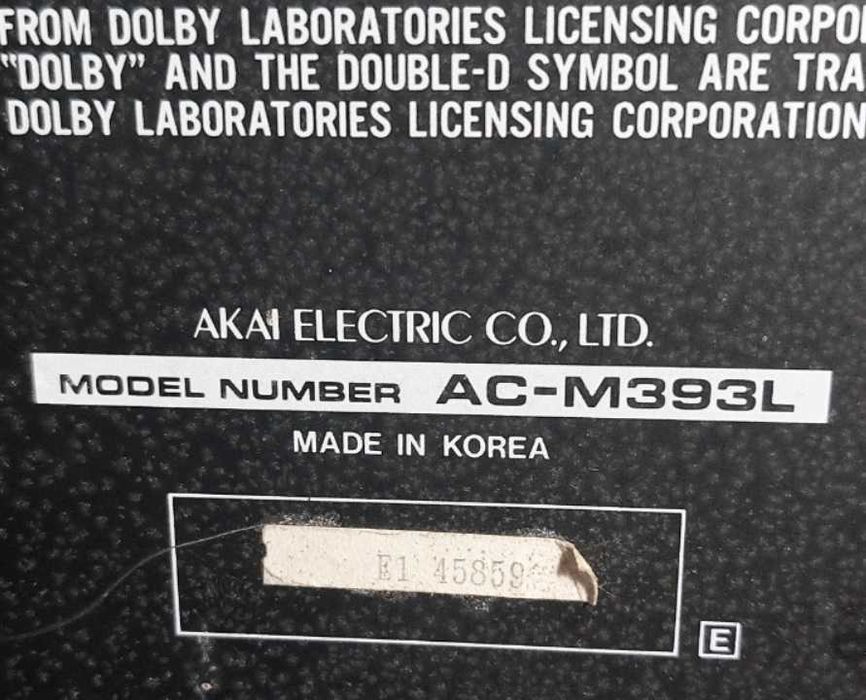 FROM DOLBY LABORATORIES LICENSING CORPO
"DOLBY" AND THE DOUBLE-D SYMBOL ARE TRA
DOLBY LABORATORIES LICENSING CORPORATION
AKAI ELECTRIC CO., LTD.
MODEL NUMBER AC-M393L
MADE IN KOREA
E1
E